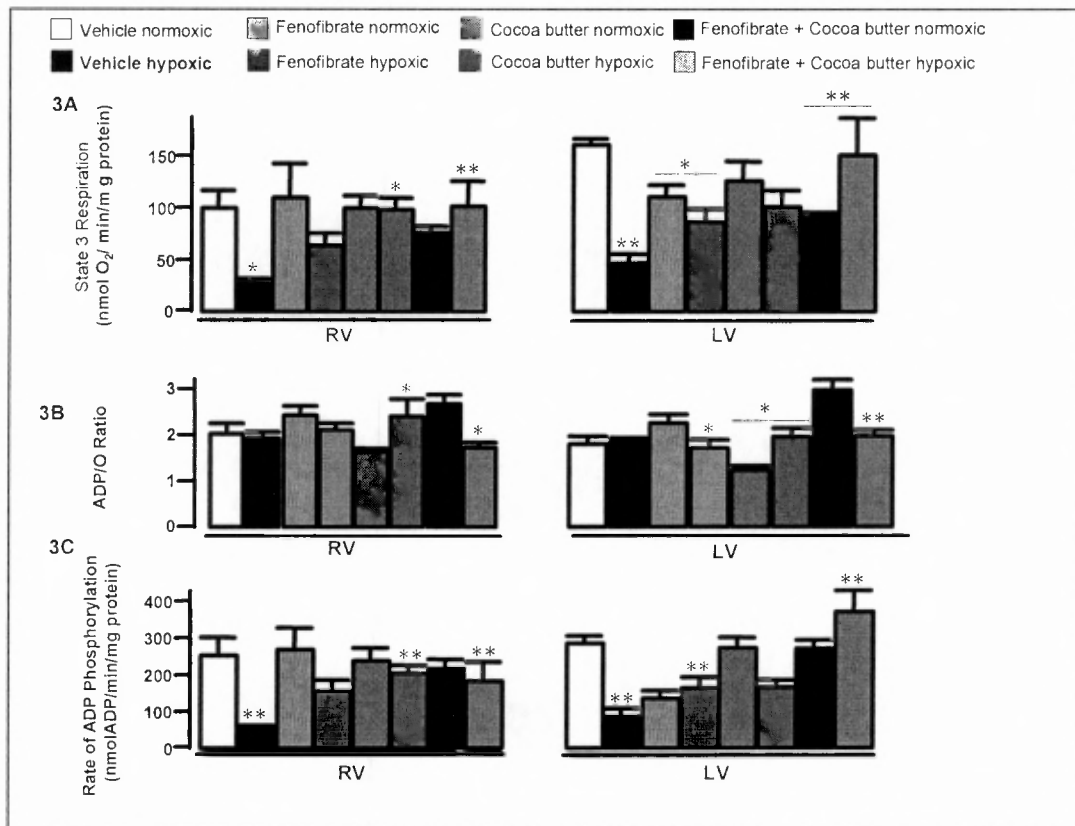 Vehicle normoxic Fenofibrate normoxic Cocoa butter normoxic Fenofibrate + Cocoa butter normoxic
Vehicle hypoxic Fenofibrate hypoxic Cocoa butter hypoxic Fenofibrate + Cocoa butter hypoxic
3A
State 3 Respiration
(nmol O₂/ min/m g protein)
150
100
50
0
*
*
**
RV
**
*
**
LV
3B
ADP/O Ratio
3
2
1
0
*
*
RV
*
*
**
LV
3C
Rate of ADP Phosphorylation
(nmolADP/min/mg protein)
400
300
200
100
0
**
**
**
RV
**
**
**
LV